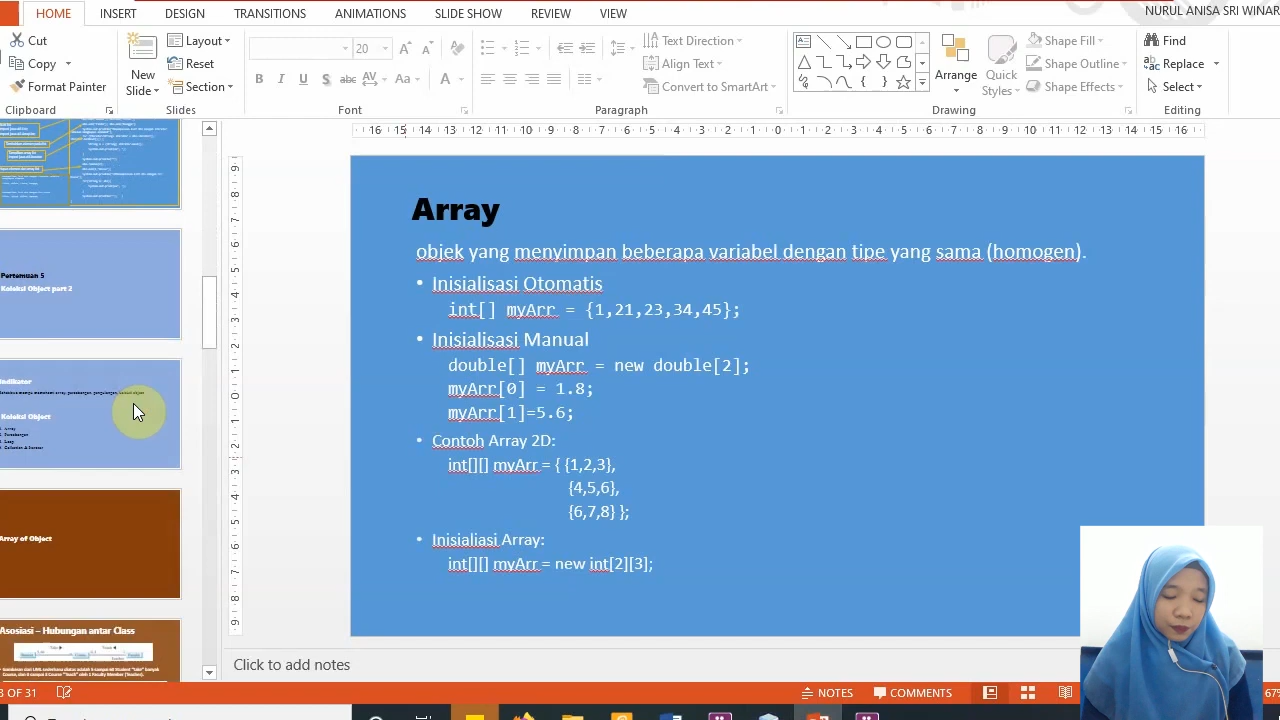 HOME INSERT DESIGN TRANSITIONS ANIMATIONS SLIDE SHOW REVIEW VIEW NURUL ANISA SRI WINAR
Cut
Copy
Format Painter
Clipboard
New
Slide
Layout
Reset
Section
Slides
20
B I U S abc AV Aa A
Font
Paragraph
Text Direction
Align Text
Convert to SmartArt
Arrange
Quick
Styles
Shape Fill
Shape Outline
Shape Effects
Drawing
Find
Replace
Select
Editing
Pertemuan 5
Koleksi Object part 2
Indikator
Koleksi Object
Array of Object
Asosiasi – Hubungan antar Class
Array
objek yang menyimpan beberapa variabel dengan tipe yang sama (homogen).
• Inisialisasi Otomatis
int[] myArr = {1,21,23,34,45};
• Inisialisasi Manual
double[] myArr = new double[2];
myArr[0] = 1.8;
myArr[1]=5.6;
• Contoh Array 2D:
int[][] myArr = { {1,2,3},
{4,5,6},
{6,7,8} };
• Inisialiasi Array:
int[][] myArr = new int[2][3];
Click to add notes
OF 31
NOTES COMMENTS